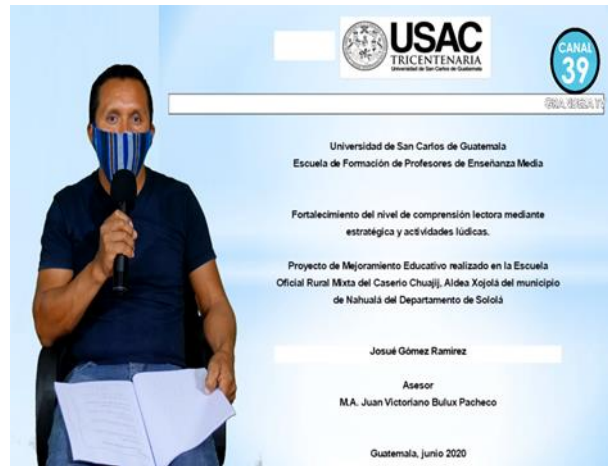 USAC
TRICENTENARIA
Universidad de San Carlos de Guatemala
CANAL
39
Universidad de San Carlos de Guatemala
Escuela de Formación de Profesores de Enseñanza Media
Fortalecimiento del nivel de comprensión lectora mediante
estratégica y actividades lúdicas.
Proyecto de Mejoramiento Educativo realizado en la Escuela
Oficial Rural Mixta del Caserio Chuajij, Aldea Xojolá del municipio
de Nahualá del Departamento de Sololá
Josué Gómez Ramirez
Asesor
M.A. Juan Victoriano Bulux Pacheco
Guatemala, junio 2020